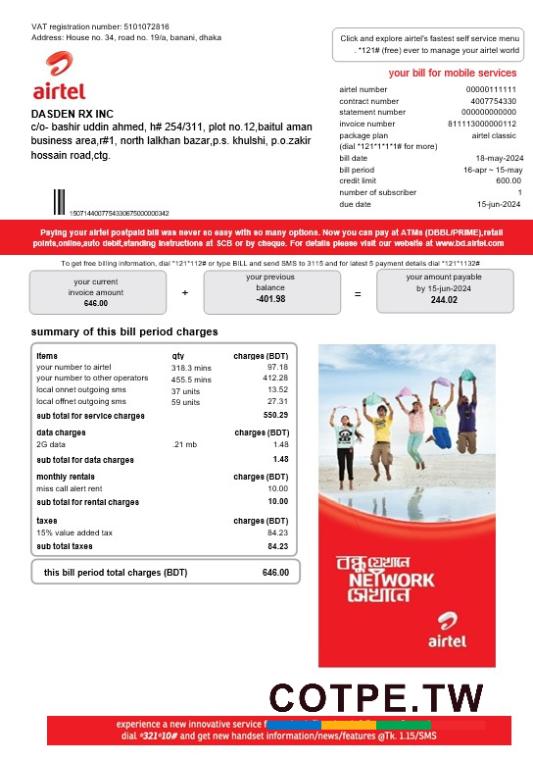 VAT registration number: 5101072816
Address: House no. 34, road no. 19/a, banani, dhaka
Click and explore airtel's fastest self service menu
. *121# (free) ever to manage your airtel world
airtel
your bill for mobile services
DASDEN RX INC
c/o- bashir uddin ahmed, h# 254/311, plot no.12,baitul aman
business area,r#1, north lalkhan bazar,p.s. khulshi, p.o.zakir
hossain road,ctg.
airtel number 00000111111
contract number 4007754330
statement number 000000000000
invoice number 811113000000112
package plan airtel classic
(dial *121*1*1*1# for more)
bill date 18-may-2024
bill period 16-apr ~ 15-may
credit limit 600.00
number of subscriber 1
due date 15-jun-2024
Paying your airtel postpaid bill was never so easy with so many options. Now you can pay at ATMs (DBBL/PRIME),retail
points,online,auto debit,standing instructions at SCB or by cheque. For details please visit our website at www.bd.airtel.com
To get free billing information, dial *121*112# or type BILL and send SMS to 3115 and for latest 5 payment details dial *121*1132#
your current
invoice amount
646.00
+
your previous
balance
-401.98
=
your amount payable
by 15-jun-2024
244.02
summary of this bill period charges
items qty charges (BDT)
your number to airtel 318.3 mins 97.18
your number to other operators 455.5 mins 412.28
local onnet outgoing sms 37 units 13.52
local offnet outgoing sms 59 units 27.31
sub total for service charges 550.29
data charges charges (BDT)
2G data .21 mb 1.48
sub total for data charges 1.48
monthly rentals charges (BDT)
miss call alert rent 10.00
sub total for rental charges 10.00
taxes charges (BDT)
15% value added tax 84.23
sub total taxes 84.23
this bill period total charges (BDT) 646.00
বন্ধু যেখানে
NETWORK
সেখানে
airtel
COTPE.TW
experience a new innovative service
dial *321*10# and get new handset information/news/features @Tk. 1.15/SMS